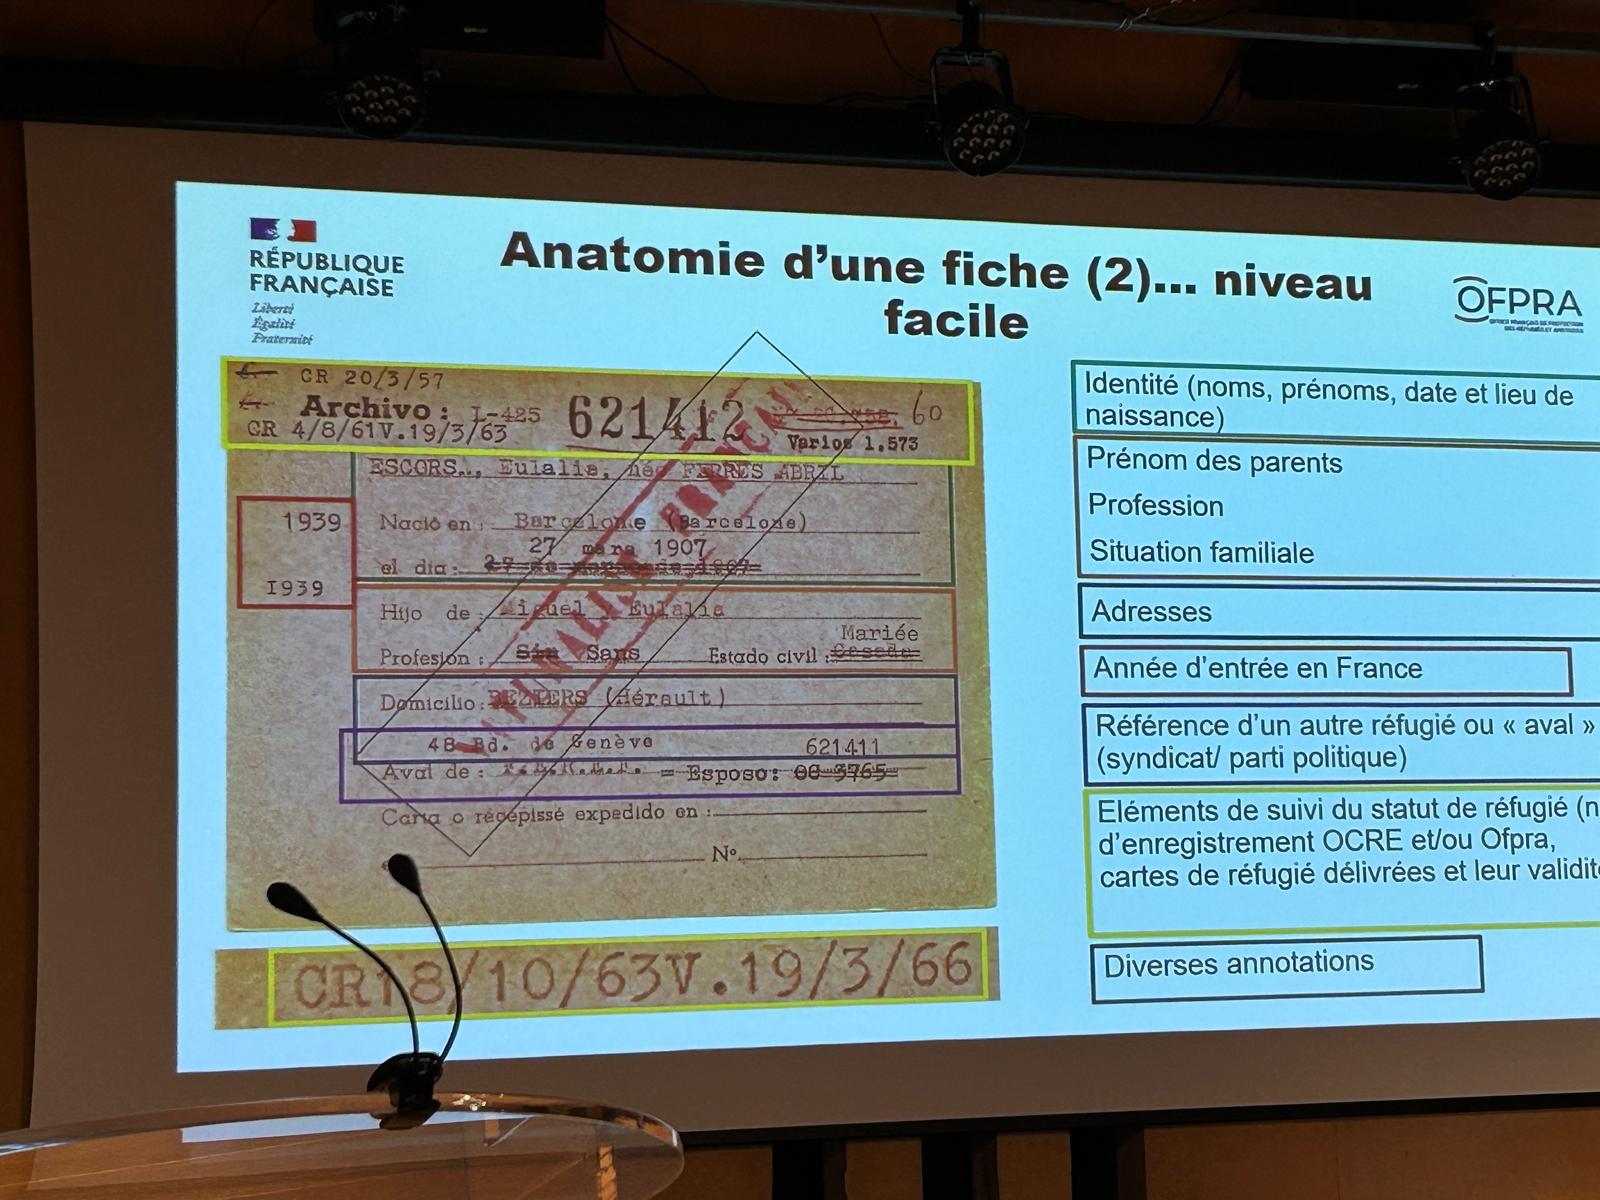 RÉPUBLIQUE
FRANÇAISE
Liberté
Égalité
Fraternité
Anatomie d'une fiche (2)... niveau
facile
OFPRA
CR 20/3/57
Archivo : I-425
621412
60
CR 4/8/61V.19/3/63
Varios 1.573
ESCORS.., Eulalia, née FERRES ABRIL
1939
Nació en : Barcelone (Barcelone)
27 mars 1907
el día:
1939
Hijo de : Miguel y Eulalia
Mariée
Profesión : Sin Sans Estado civil : Casada
Domicilio: BEZIERS (Hérault)
48 Bd. de Genève 621411
Aval de : = Esposo: 08 3765
Carta o récépissé expedido en :
Nº
CR18/10/63V.19/3/66
NATURALISE FRANCAIS
Identité (noms, prénoms, date et lieu de
naissance)
Prénom des parents
Profession
Situation familiale
Adresses
Année d'entrée en France
Référence d'un autre réfugié ou « aval »
(syndicat/ parti politique)
Eléments de suivi du statut de réfugié (n
d'enregistrement OCRE et/ou Ofpra,
cartes de réfugié délivrées et leur validité
Diverses annotations